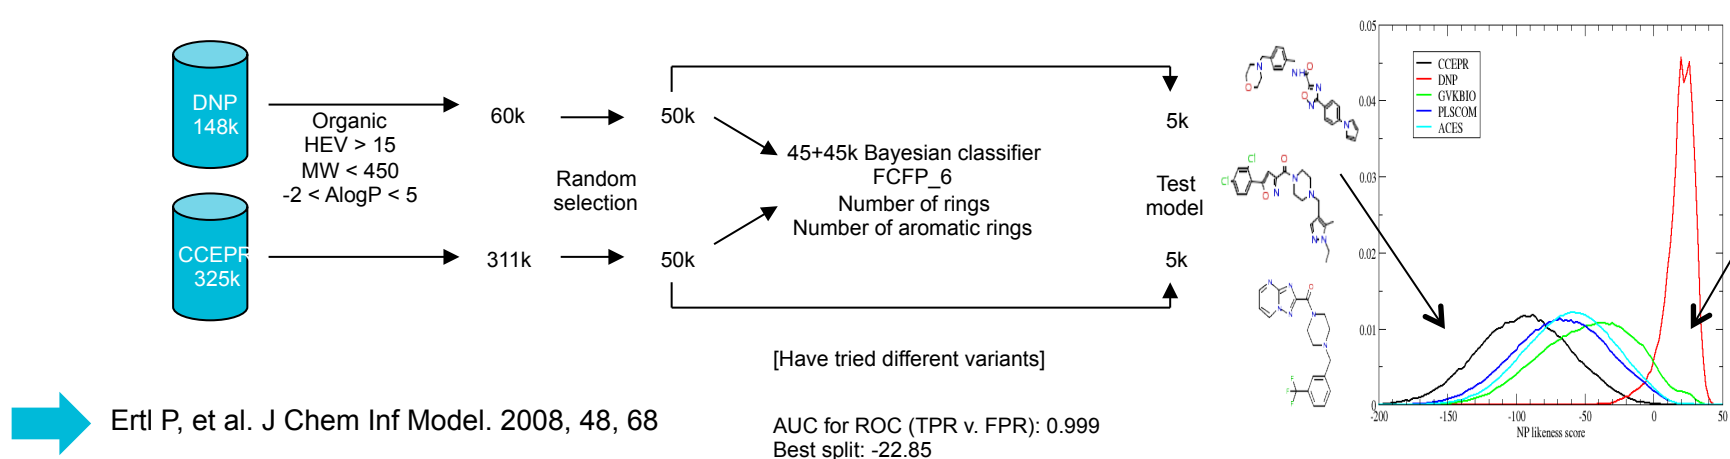 DNP
148k
Organic
HEV > 15
MW < 450
-2 < AlogP < 5
CCEPR
325k
60k
311k
Random
selection
50k
50k
45+45k Bayesian classifier
FCFP_6
Number of rings
Number of aromatic rings
5k
Test
model
5k
[Have tried different variants]
AUC for ROC (TPR v. FPR): 0.999
Best split: -22.85
Ertl P, et al. J Chem Inf Model. 2008, 48, 68
N
O
NH
O
N
O
N
N
Cl
Cl
O
N
O
N
N
N
N
N
N
N
N
O
N
N
F
F
F
0.05
0.04
0.03
0.02
0.01
0
-200
-150
-100
-50
0
50
NP likeness score
CCEPR
DNP
GVKBIO
PLSCOM
ACES